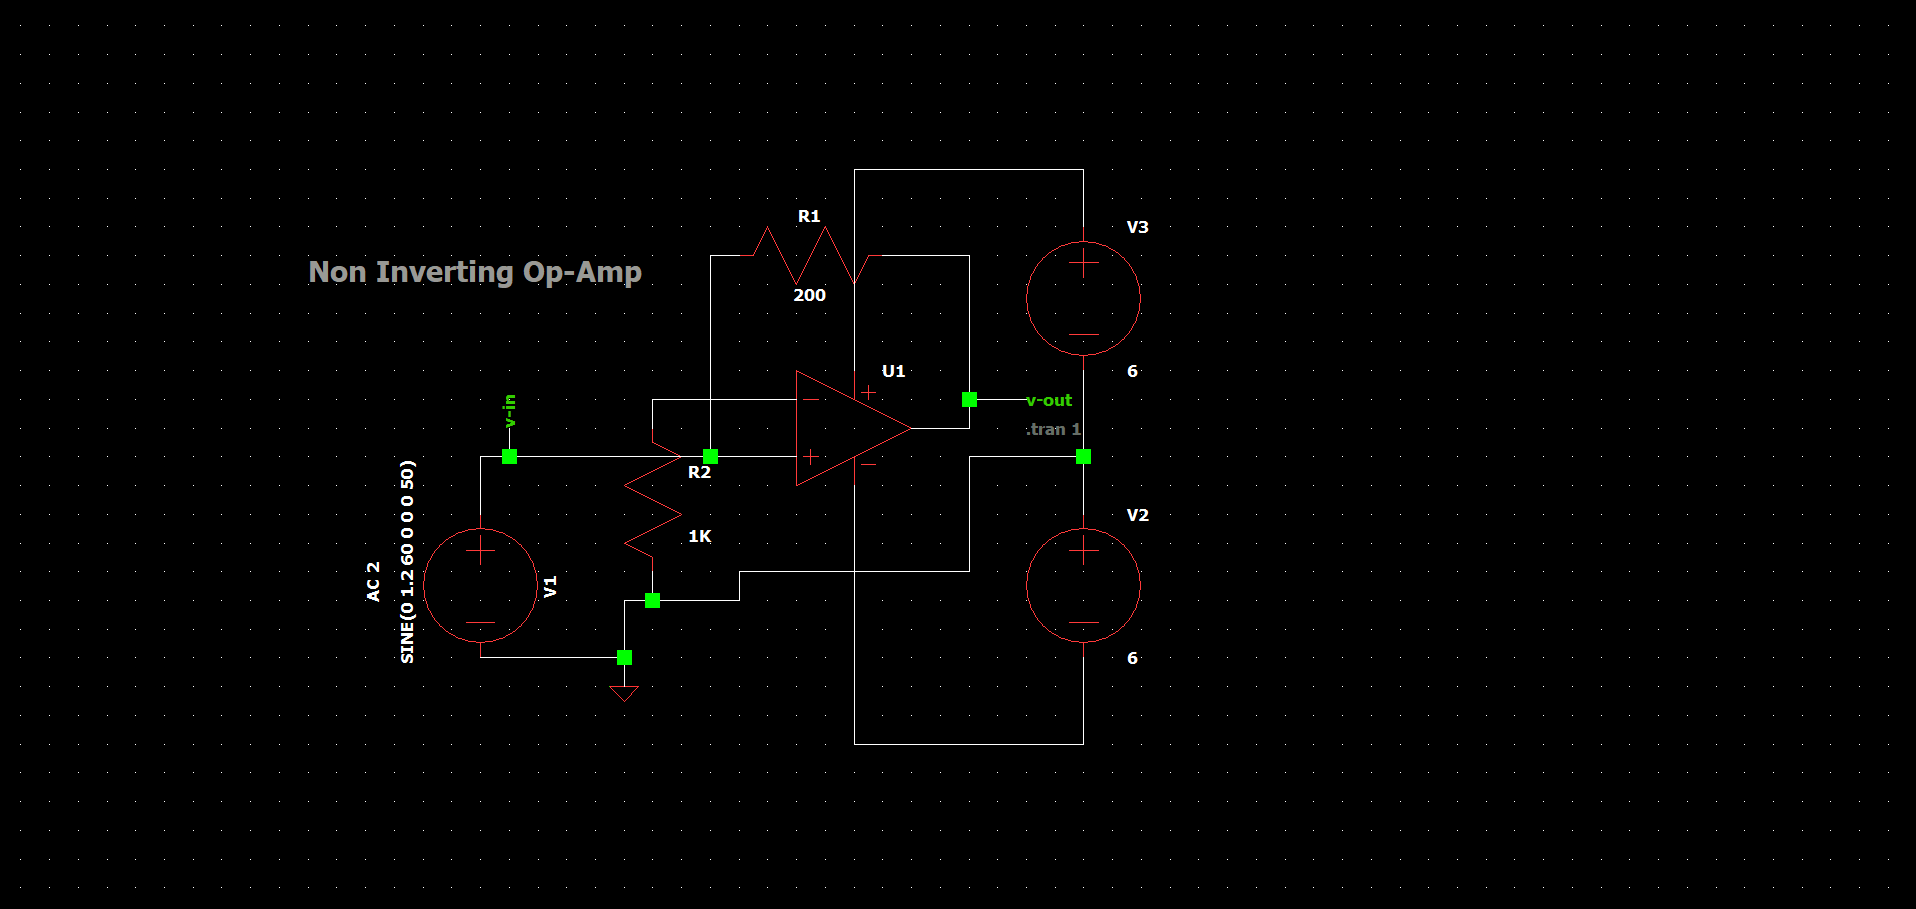 Non Inverting Op-Amp
R1
200
V3
6
U1
v-in
v-out
.tran 1
R2
1K
AC 2
SINE(0 1.2 60 0 0 0 50)
V1
V2
6